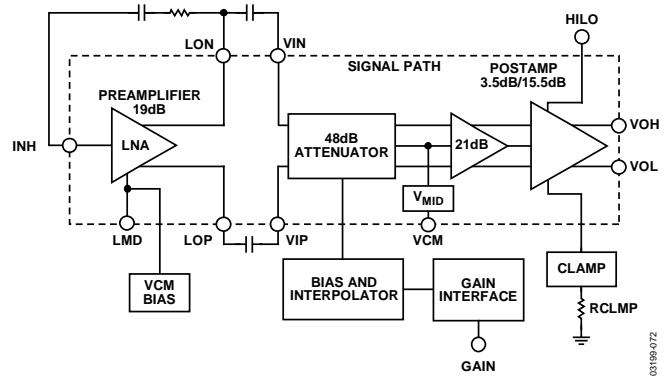 HILO
LON
VIN
SIGNAL PATH
POSTAMP
3.5dB/15.5dB
PREAMPLIFIER
19dB
INH
LNA
48dB
ATTENUATOR
21dB
VOH
VOL
VMID
LMD
LOP
VIP
VCM
CLAMP
VCM
BIAS
BIAS AND
INTERPOLATOR
GAIN
INTERFACE
RCLMP
GAIN
03199-072